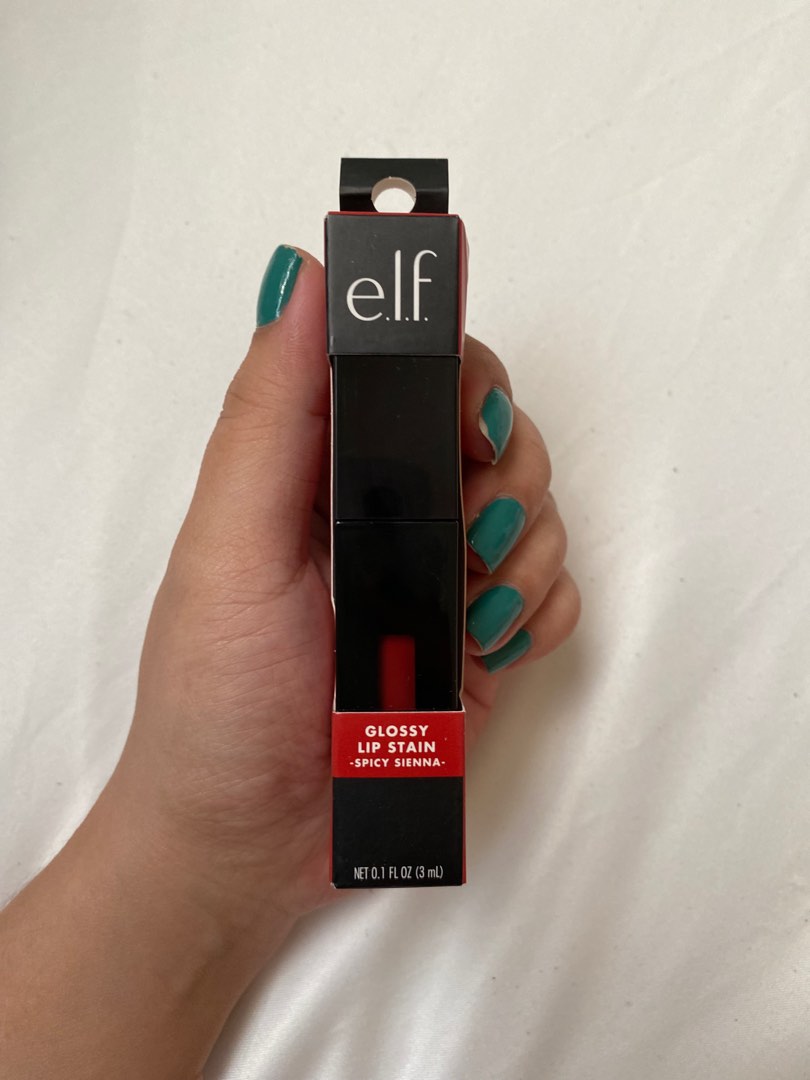 e.l.f.
GLOSSY
LIP STAIN
-SPICY SIENNA-
NET 0.1 FL OZ (3 mL)